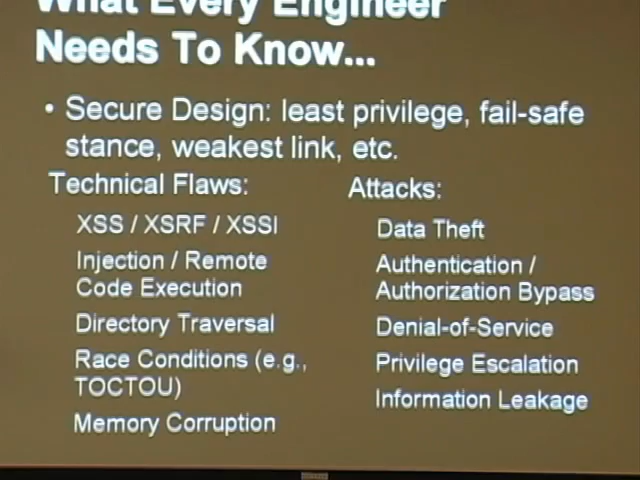 What Every Engineer
Needs To Know...
• Secure Design: least privilege, fail-safe
stance, weakest link, etc.
Technical Flaws:
XSS / XSRF / XSSI
Injection / Remote
Code Execution
Directory Traversal
Race Conditions (e.g.,
TOCTOU)
Memory Corruption
Attacks:
Data Theft
Authentication /
Authorization Bypass
Denial-of-Service
Privilege Escalation
Information Leakage